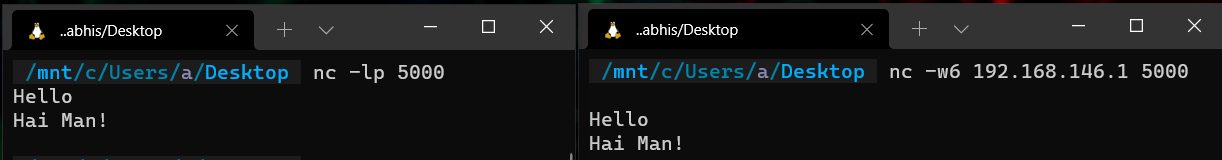 ..abhis/Desktop
/mnt/c/Users/a/Desktop nc -lp 5000
Hello
Hai Man!
..abhis/Desktop
/mnt/c/Users/a/Desktop nc -w6 192.168.146.1 5000
Hello
Hai Man!